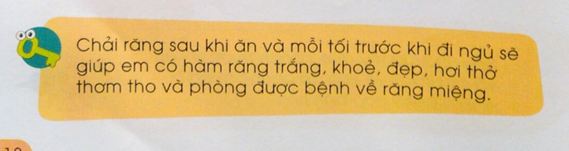 Chải răng sau khi ăn và mỗi tối trước khi đi ngủ sẽ
giúp em có hàm răng trắng, khoẻ, đẹp, hơi thở
thơm tho và phòng được bệnh về răng miệng.